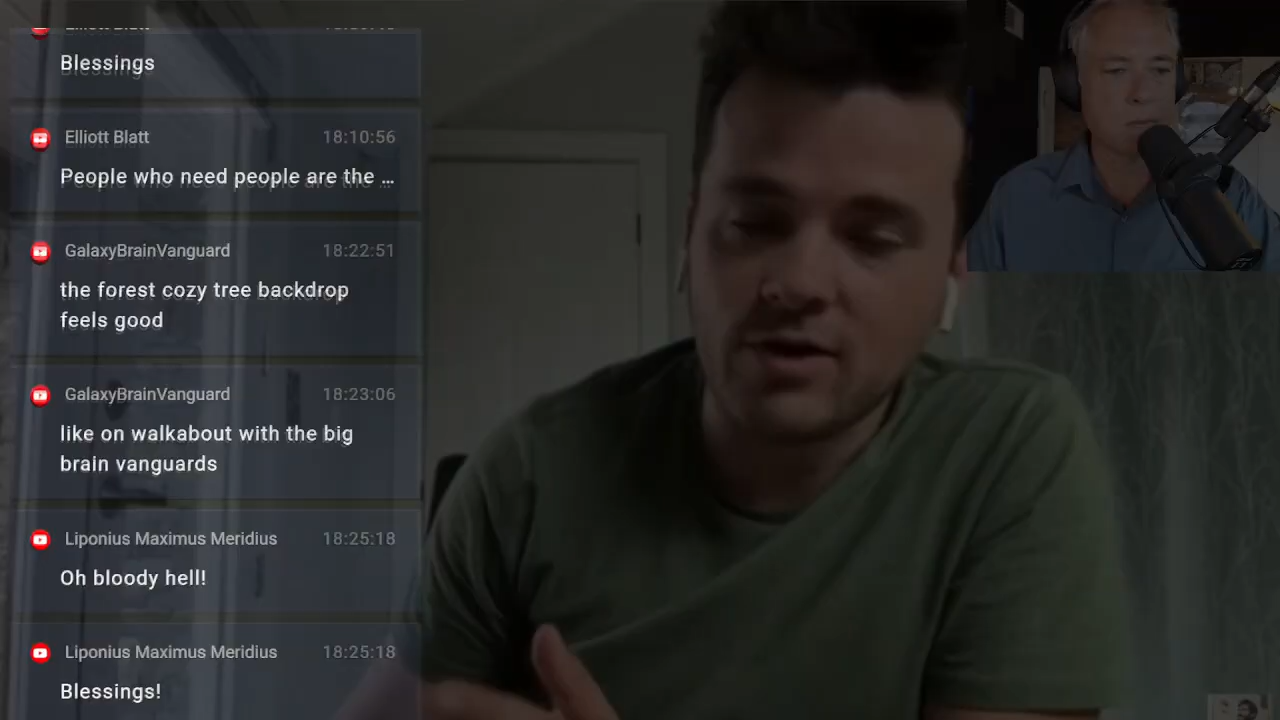 Elliott Blatt
Blessings
Elliott Blatt 18:10:56
People who need people are the ...
GalaxyBrainVanguard 18:22:51
the forest cozy tree backdrop
feels good
GalaxyBrainVanguard 18:23:06
like on walkabout with the big
brain vanguards
Liponius Maximus Meridius 18:25:18
Oh bloody hell!
Liponius Maximus Meridius 18:25:18
Blessings!